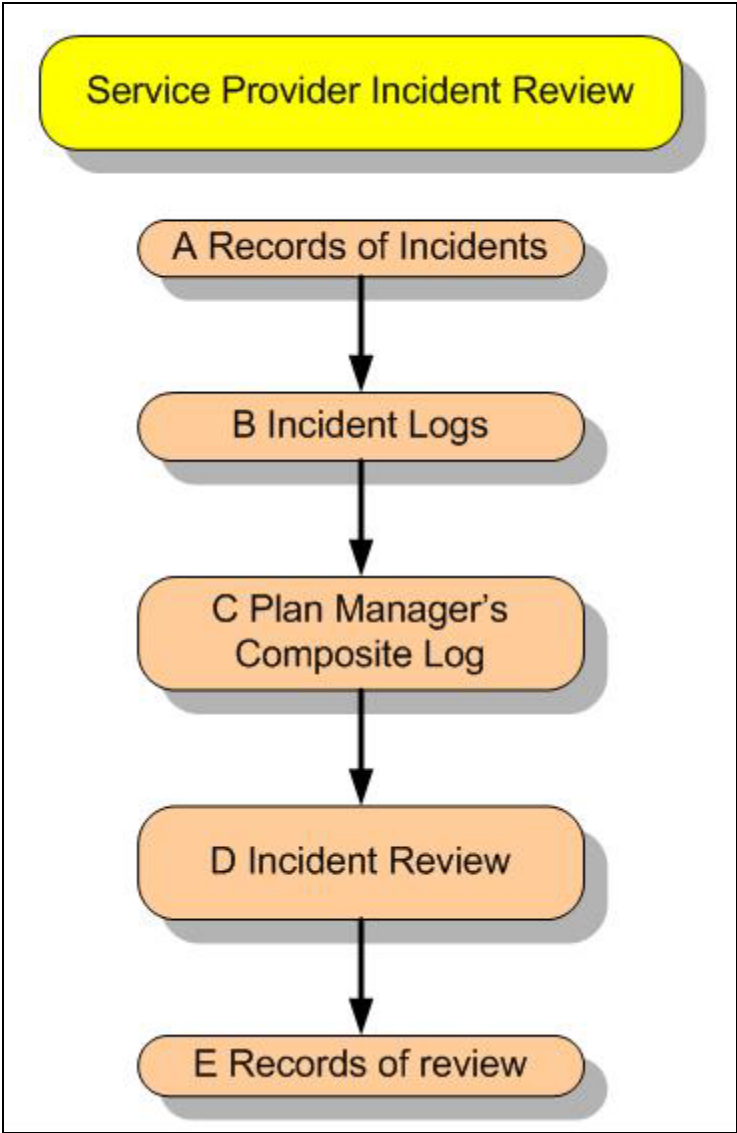 Service Provider Incident Review
A Records of Incidents
B Incident Logs
C Plan Manager’s
Composite Log
D Incident Review
E Records of review